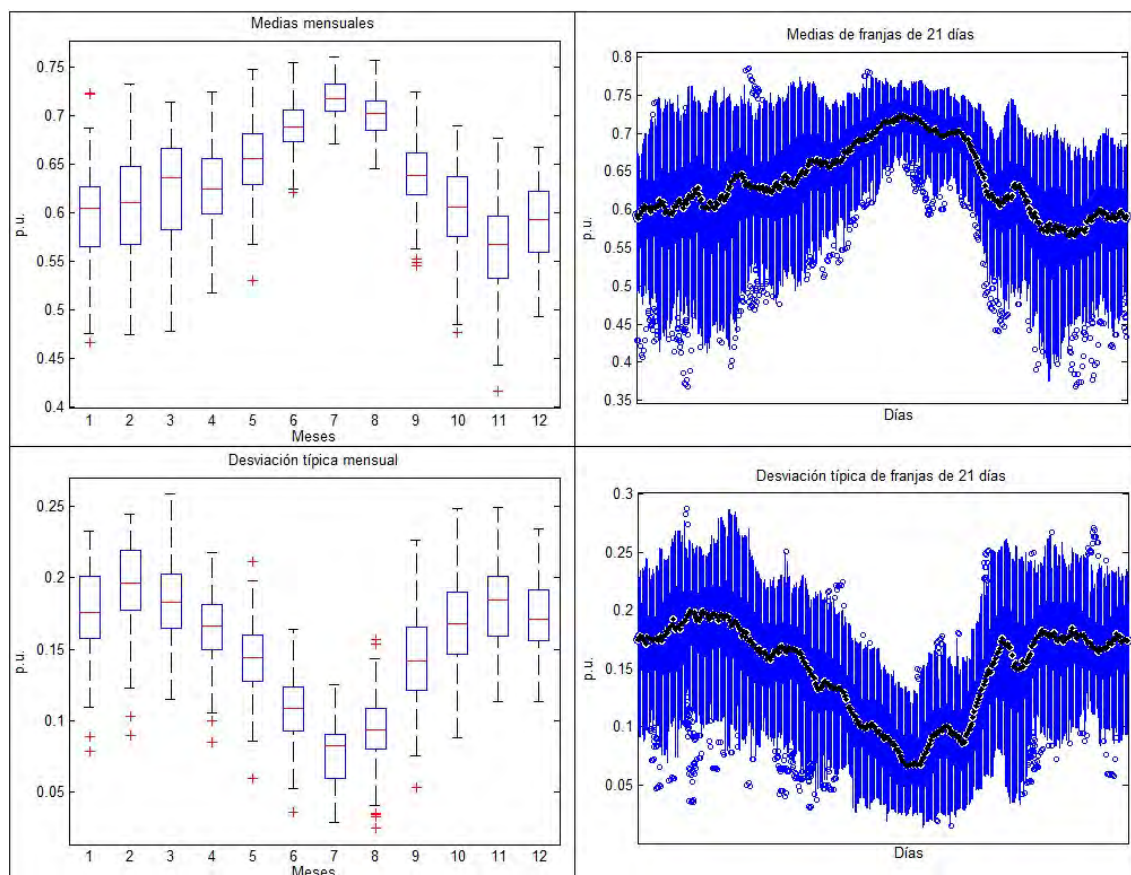 Medias mensuales
0.75
0.7
0.65
0.6
0.55
0.5
0.45
0.4
p.u.
1 2 3 4 5 6 7 8 9 10 11 12
Meses
Medias de franjas de 21 días
0.8
0.75
0.7
0.65
0.6
0.55
0.5
0.45
0.4
0.35
p.u.
Días
Desviación típica mensual
0.25
0.2
0.15
0.1
0.05
p.u.
1 2 3 4 5 6 7 8 9 10 11 12
Meses
Desviación típica de franjas de 21 días
0.3
0.25
0.2
0.15
0.1
0.05
p.u.
Días